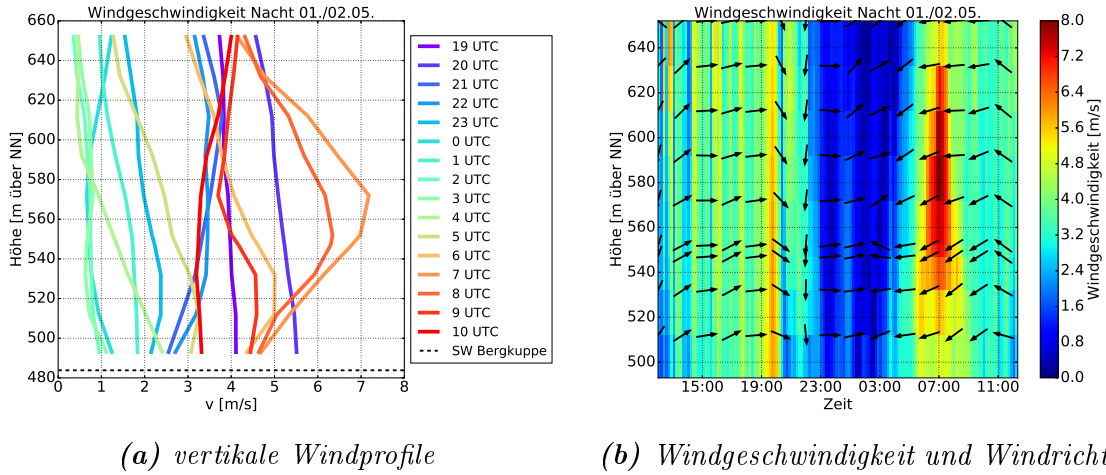 Windgeschwindigkeit Nacht 01./02.05.
Höhe [m über NN]
660
640
620
600
580
560
540
520
500
480
0 1 2 3 4 5 6 7 8
v [m/s]
19 UTC
20 UTC
21 UTC
22 UTC
23 UTC
0 UTC
1 UTC
2 UTC
3 UTC
4 UTC
5 UTC
6 UTC
7 UTC
8 UTC
9 UTC
10 UTC
SW Bergkuppe
(a) vertikale Windprofile
Windgeschwindigkeit Nacht 01./02.05.
Höhe [m über NN]
640
620
600
580
560
540
520
500
15:00 19:00 23:00 03:00 07:00 11:00
Zeit
8.0
7.2
6.4
5.6
4.8
4.0
3.2
2.4
1.6
0.8
0.0
Windgeschwindigkeit [m/s]
(b) Windgeschwindigkeit und Windricht